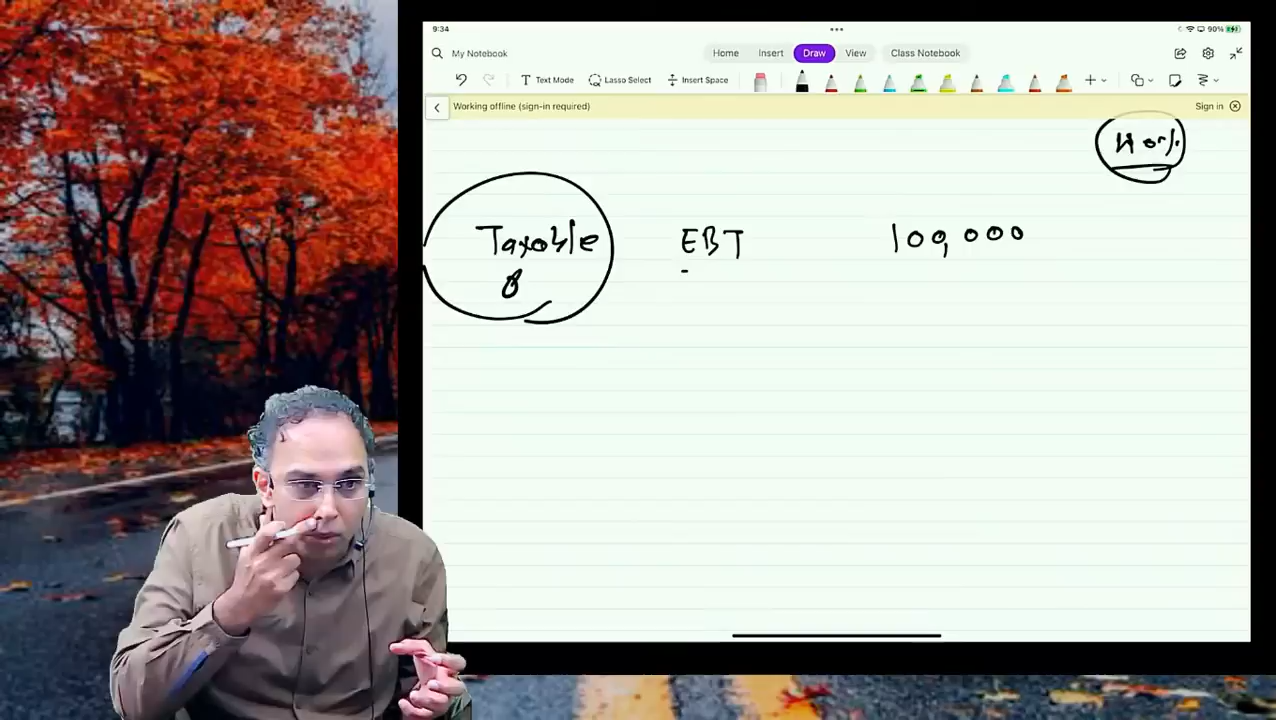 9:34
90%
My Notebook
Home Insert Draw View Class Notebook
Text Mode Lasso Select Insert Space
Working offline (sign-in required) Sign in
Taxable EBT 100,000